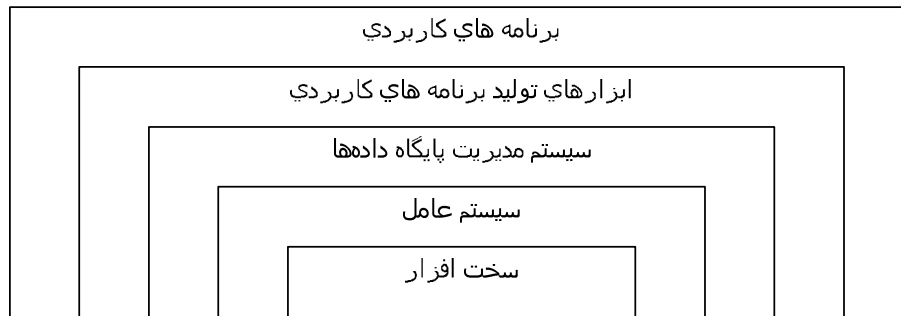 برنامه هاي كاربردي
ابزارهاي توليد برنامه هاي كاربردي
سيستم مديريت پايگاه داده‌ها
سيستم عامل
سخت افزار